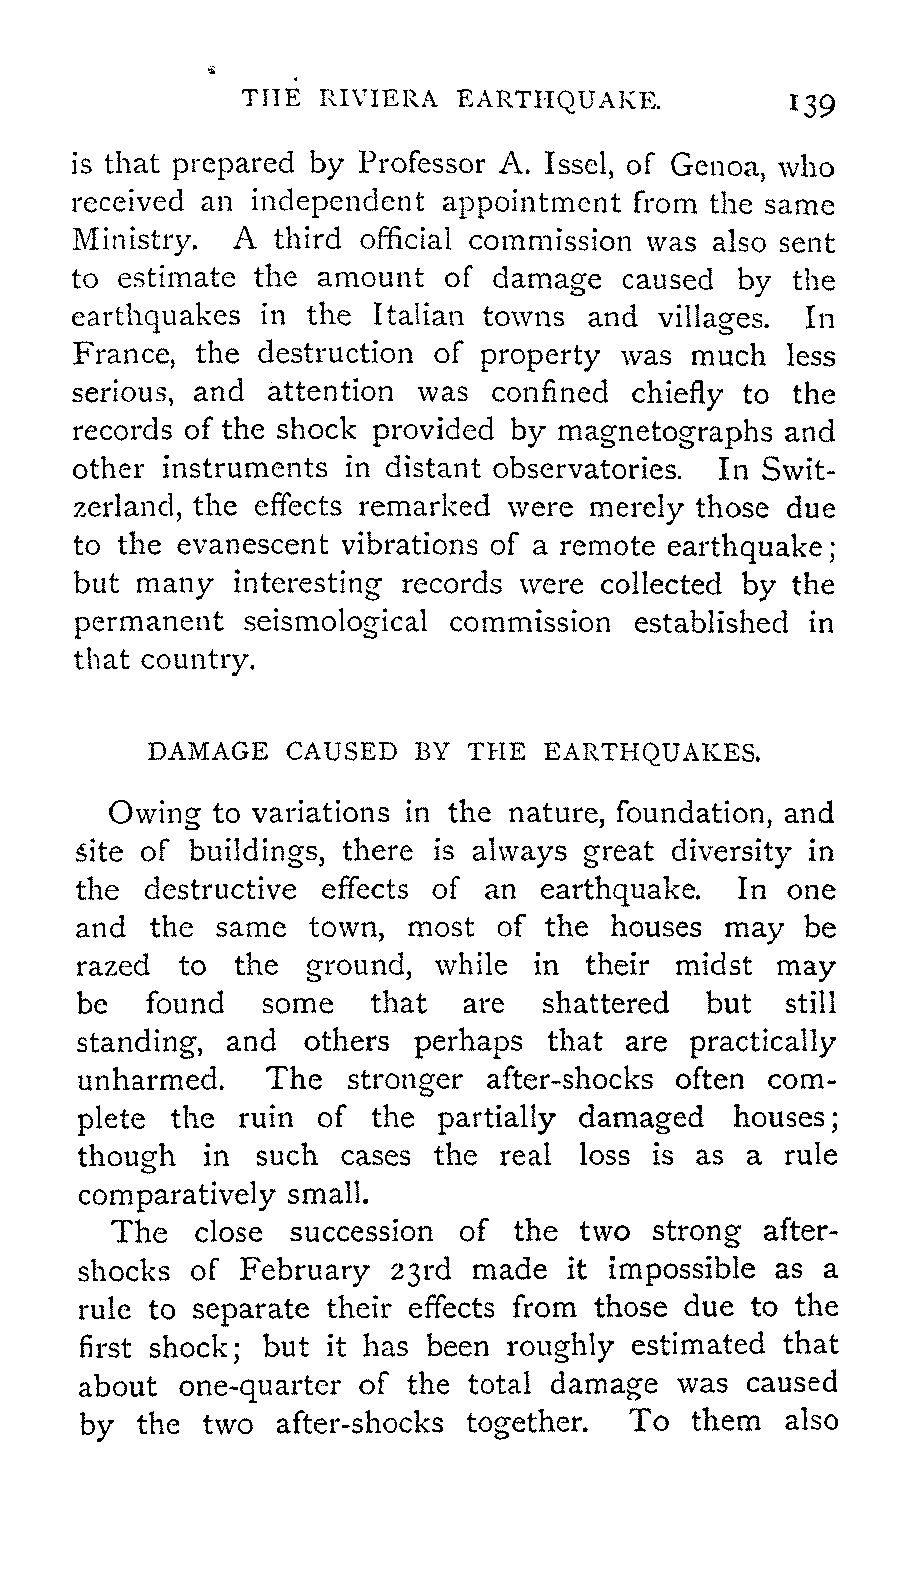 THE RIVIERA EARTHQUAKE. 139
is that prepared by Professor A. Issel, of Genoa, who
received an independent appointment from the same
Ministry. A third official commission was also sent
to estimate the amount of damage caused by the
earthquakes in the Italian towns and villages. In
France, the destruction of property was much less
serious, and attention was confined chiefly to the
records of the shock provided by magnetographs and
other instruments in distant observatories. In Swit-
zerland, the effects remarked were merely those due
to the evanescent vibrations of a remote earthquake;
but many interesting records were collected by the
permanent seismological commission established in
that country.
DAMAGE CAUSED BY THE EARTHQUAKES.
Owing to variations in the nature, foundation, and
site of buildings, there is always great diversity in
the destructive effects of an earthquake. In one
and the same town, most of the houses may be
razed to the ground, while in their midst may
be found some that are shattered but still
standing, and others perhaps that are practically
unharmed. The stronger after-shocks often com-
plete the ruin of the partially damaged houses;
though in such cases the real loss is as a rule
comparatively small.
The close succession of the two strong after-
shocks of February 23rd made it impossible as a
rule to separate their effects from those due to the
first shock; but it has been roughly estimated that
about one-quarter of the total damage was caused
by the two after-shocks together. To them also